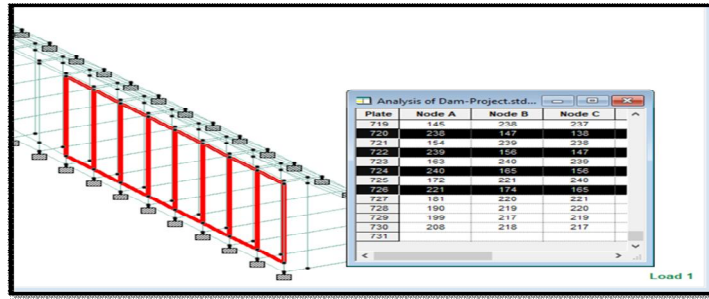 Analysis of Dam-Project.std...
Plate Node A Node B Node C
719 145 238 237
720 238 147 138
721 154 239 238
722 239 156 147
723 163 240 239
724 240 165 156
725 172 221 240
726 221 174 165
727 181 220 221
728 190 219 220
729 199 217 219
730 208 218 217
731
Load 1